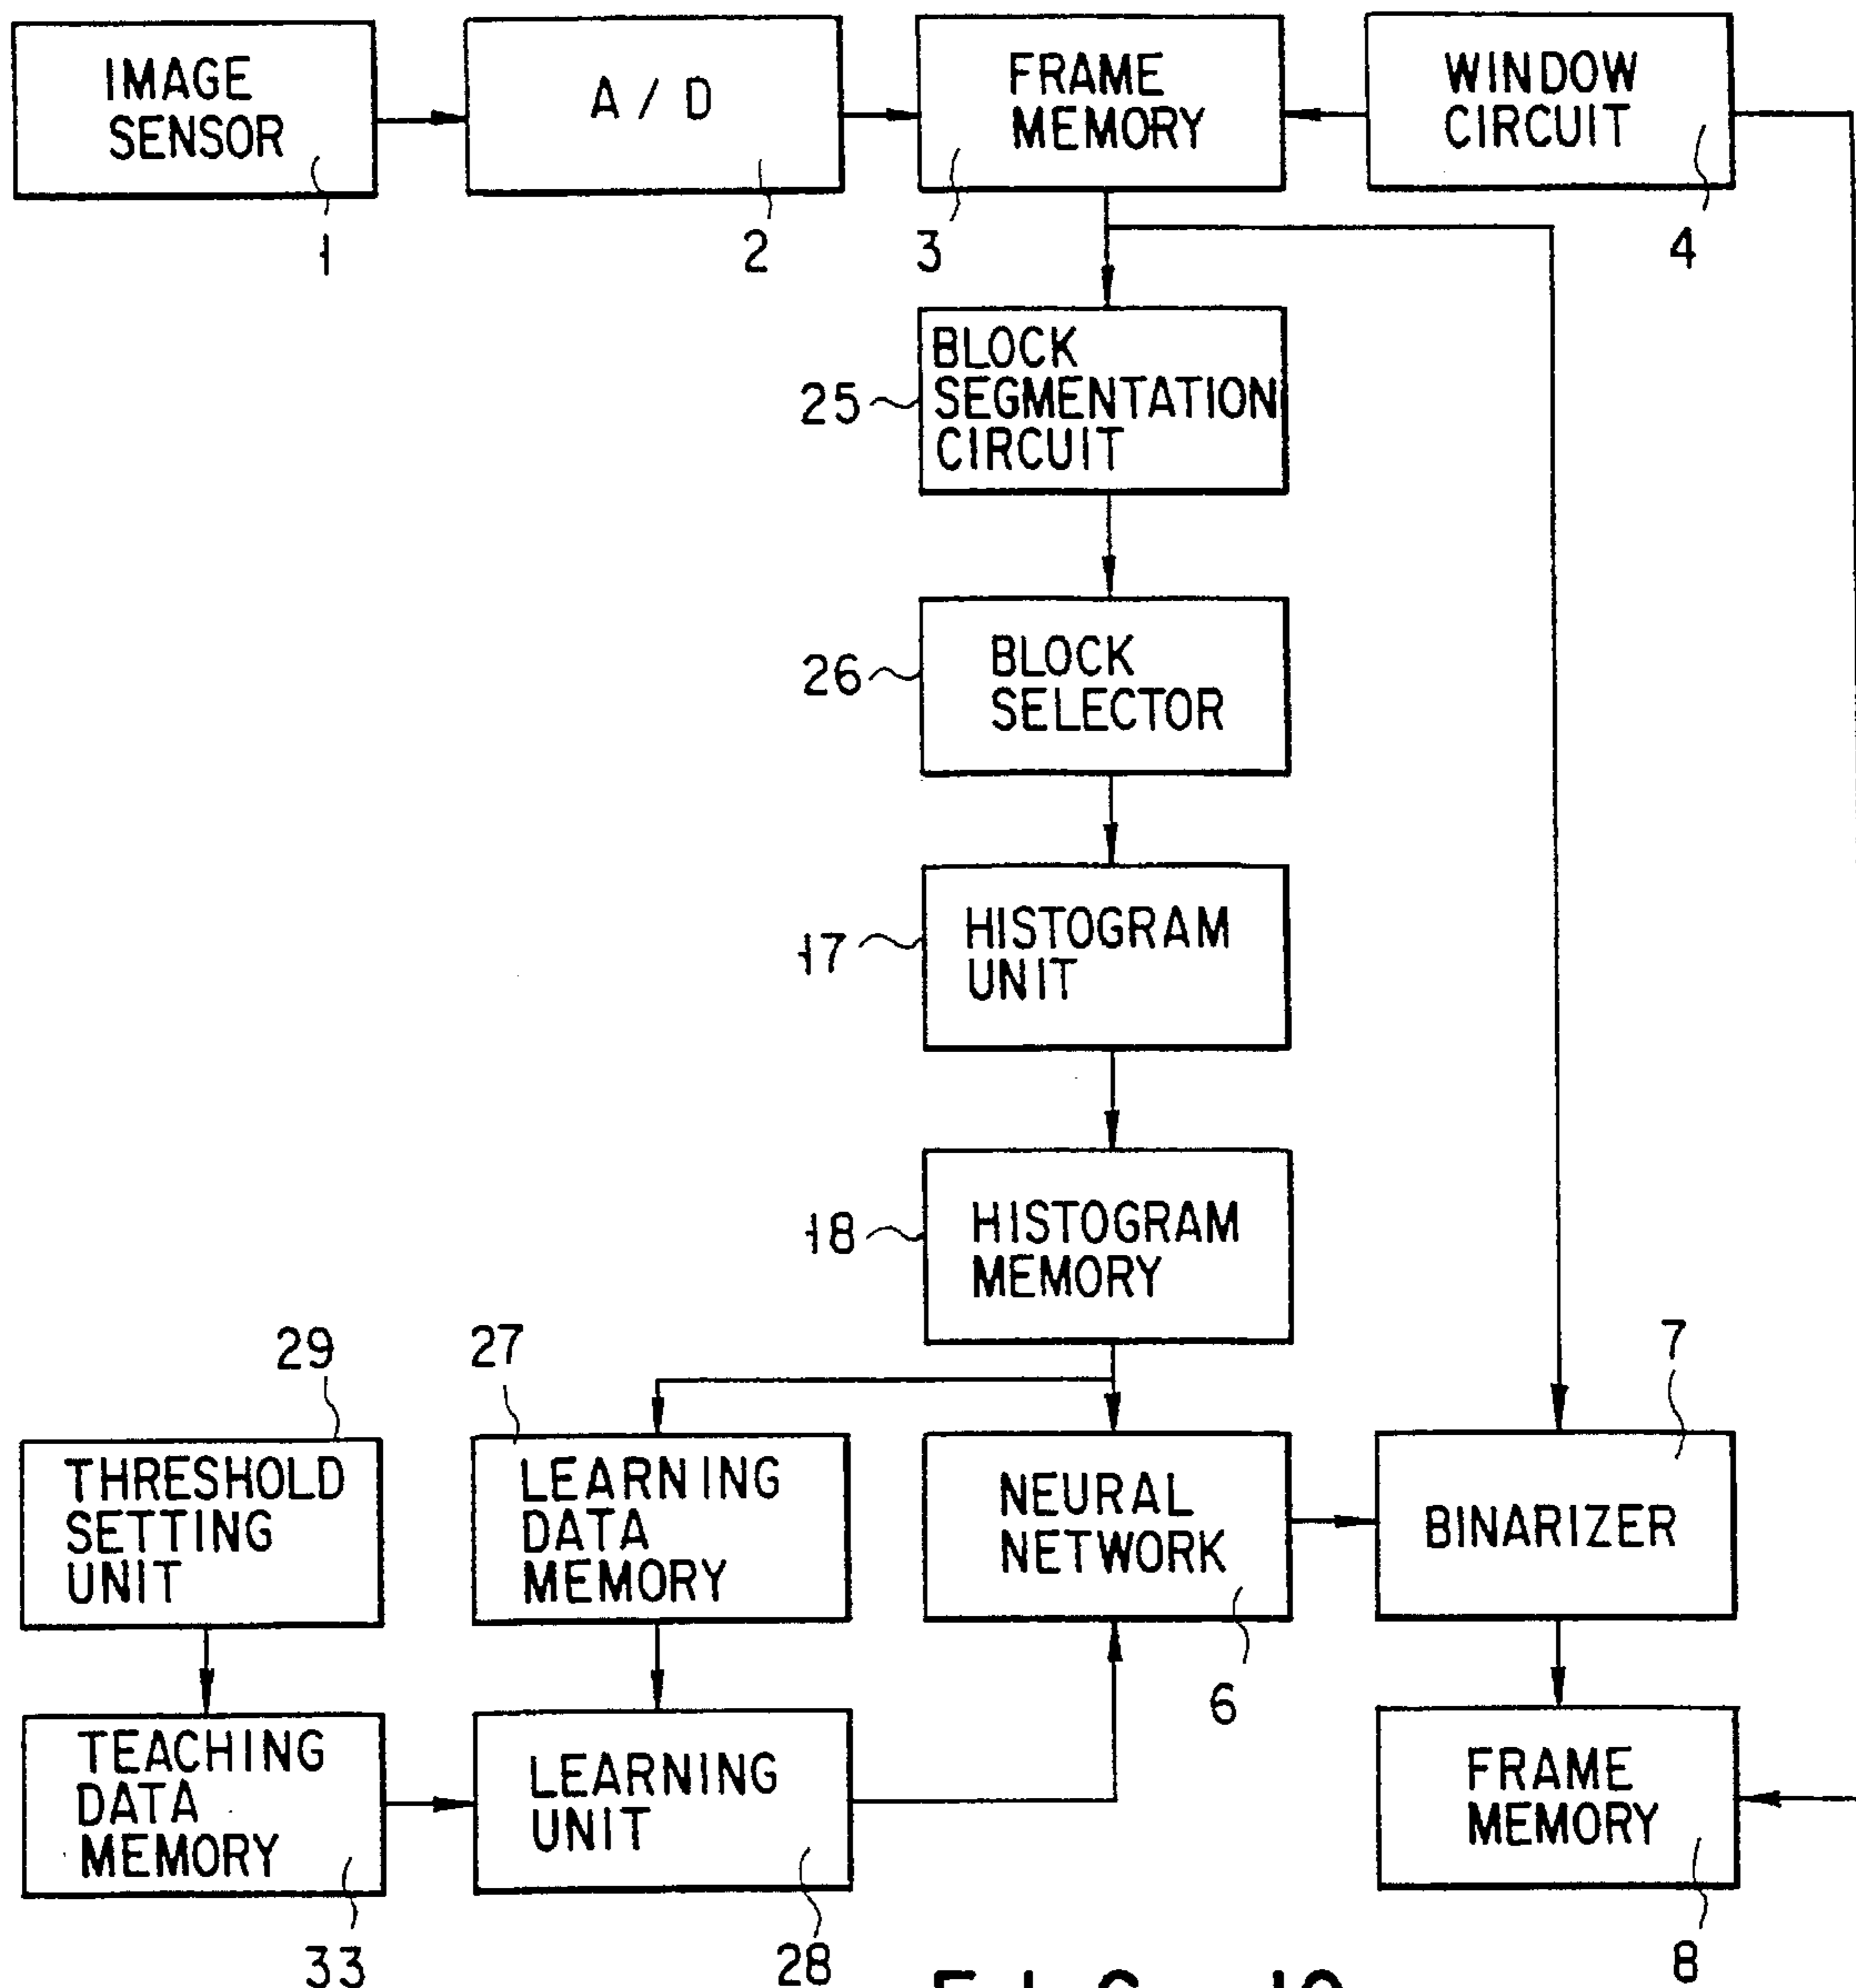 IMAGE
SENSOR
1
A / D
2
FRAME
MEMORY
3
WINDOW
CIRCUIT
4
BLOCK
SEGMENTATION
CIRCUIT
25
BLOCK
SELECTOR
26
HISTOGRAM
UNIT
17
HISTOGRAM
MEMORY
18
29
THRESHOLD
SETTING
UNIT
27
LEARNING
DATA
MEMORY
NEURAL
NETWORK
6
7
BINARIZER
TEACHING
DATA
MEMORY
33
LEARNING
UNIT
28
FRAME
MEMORY
8